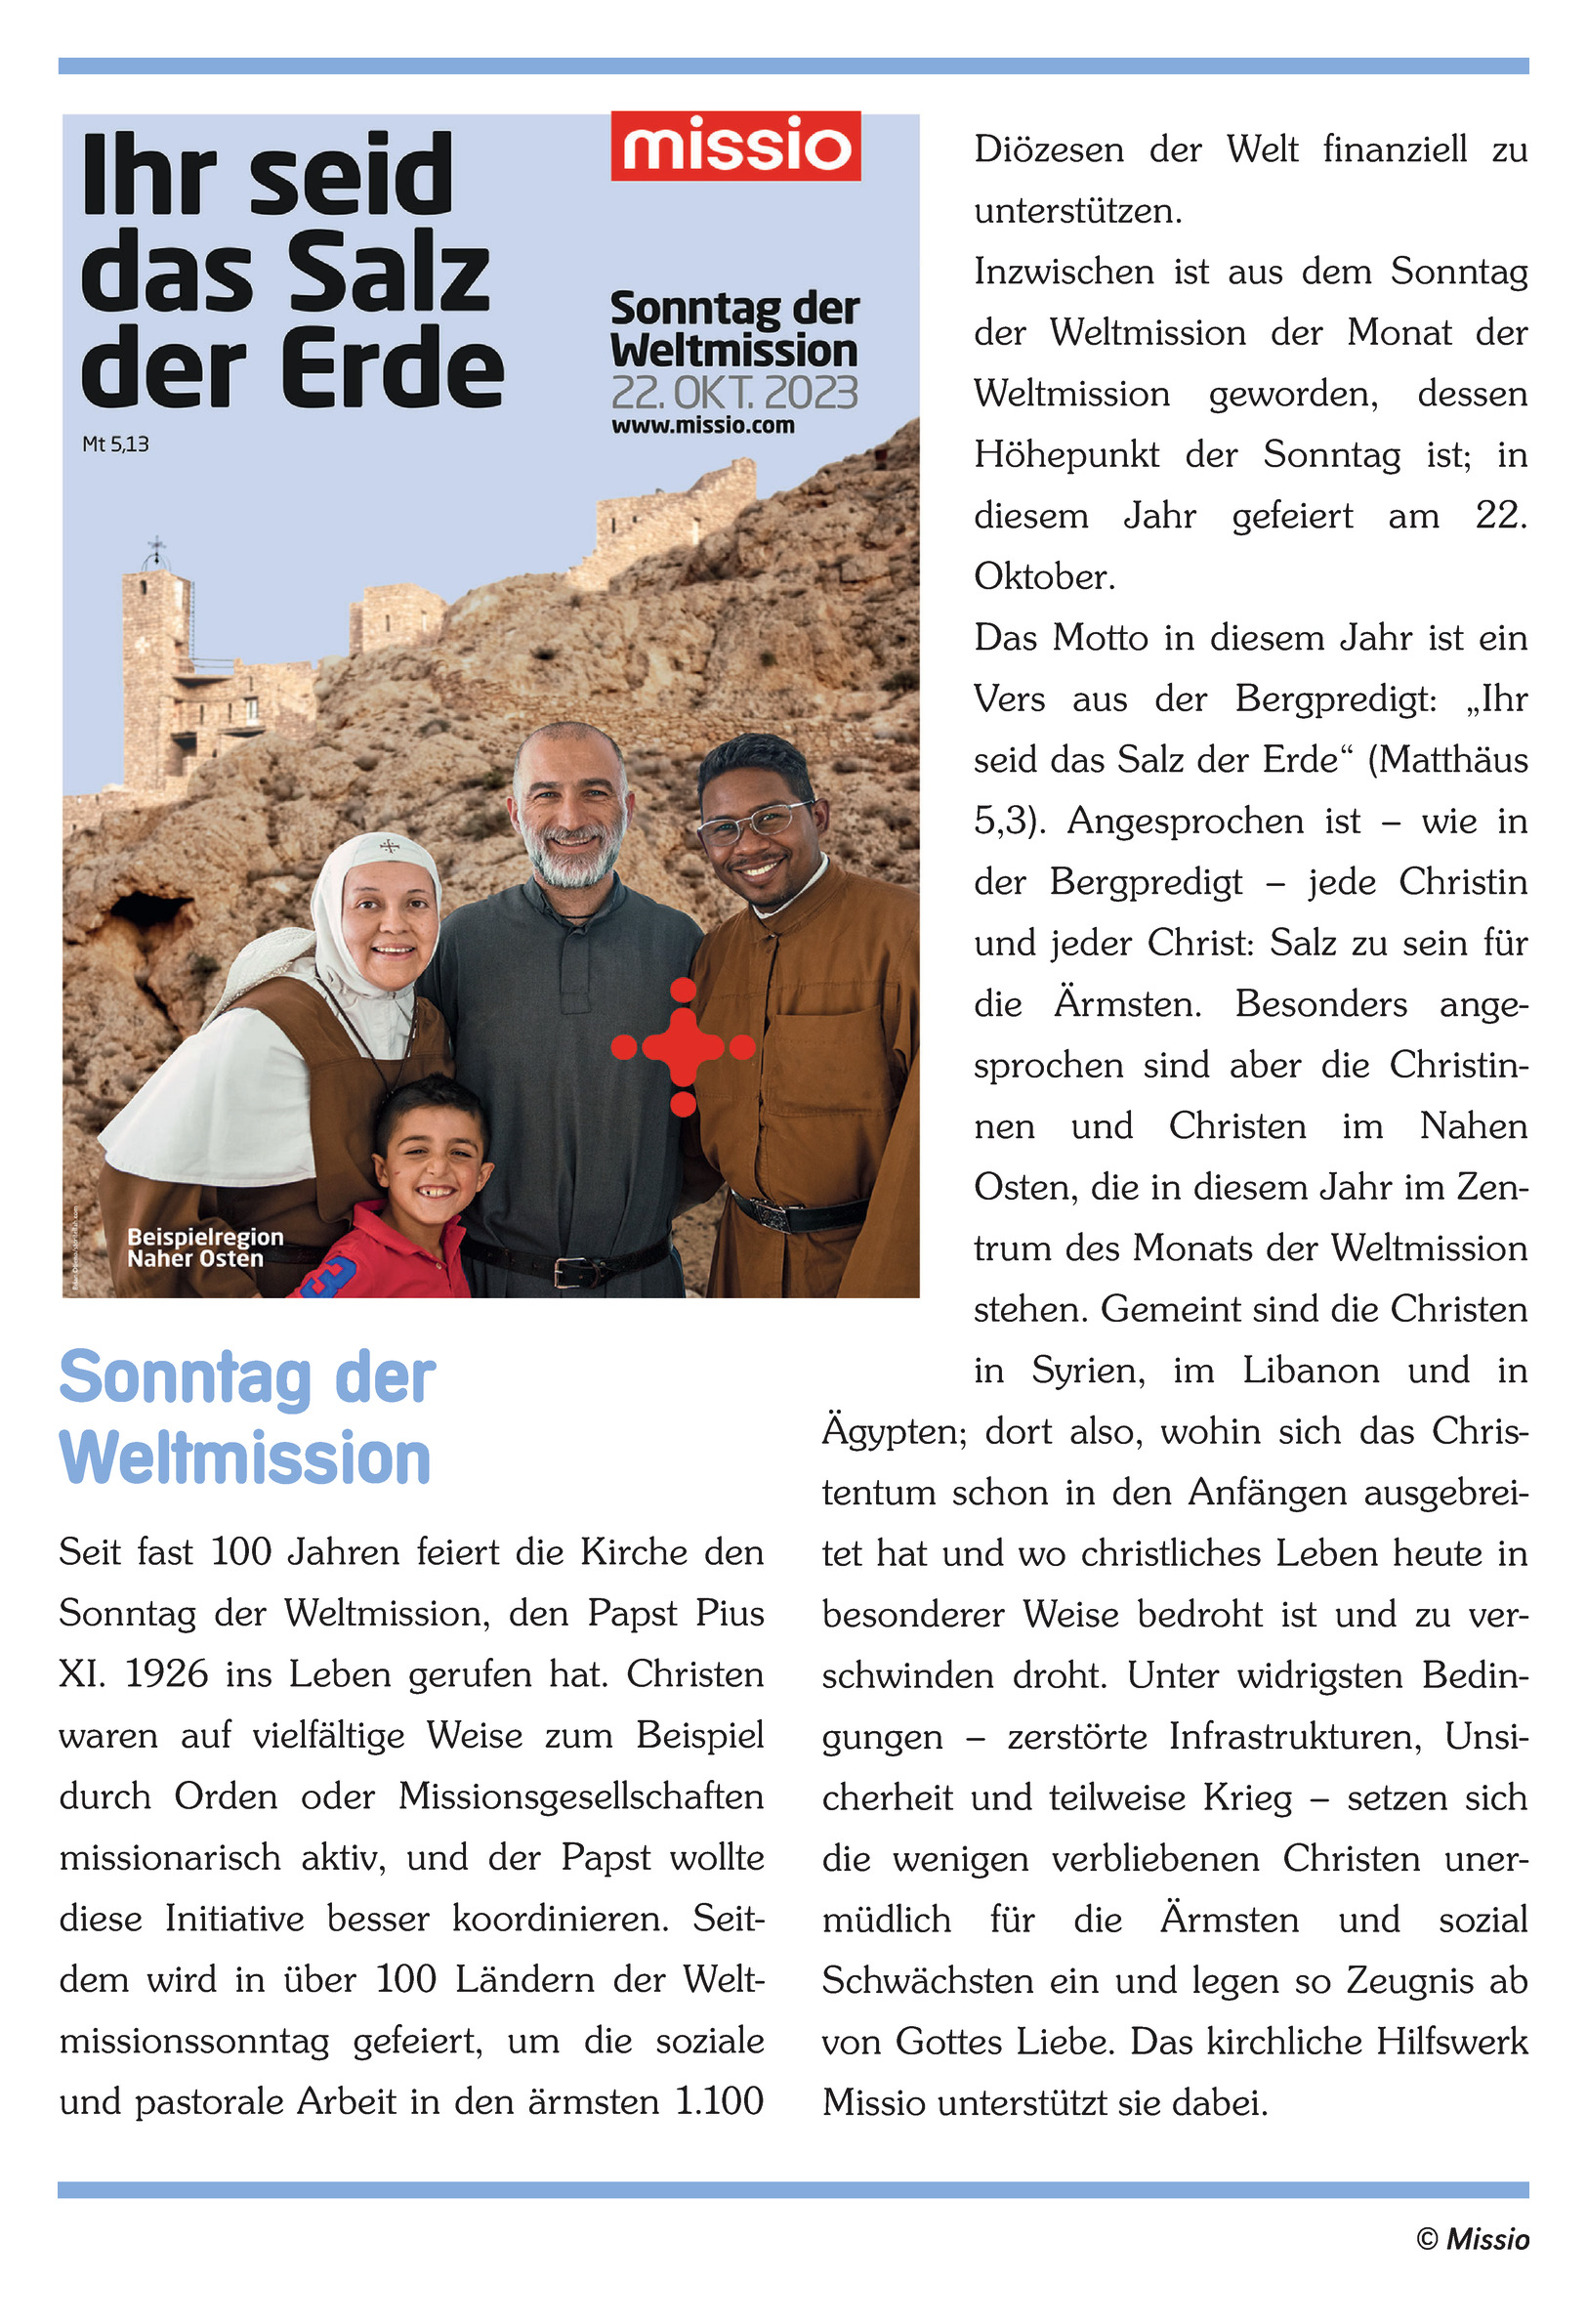 Ihr seid
das Salz
der Erde
Mt 5,13
missio
Sonntag der
Weltmission
22. OKT. 2023
www.missio.com
Beispielregion
Naher Osten
Sonntag der
Weltmission
Seit fast 100 Jahren feiert die Kirche den
Sonntag der Weltmission, den Papst Pius
XI. 1926 ins Leben gerufen hat. Christen
waren auf vielfältige Weise zum Beispiel
durch Orden oder Missionsgesellschaften
missionarisch aktiv, und der Papst wollte
diese Initiative besser koordinieren. Seit-
dem wird in über 100 Ländern der Welt-
missionssonntag gefeiert, um die soziale
und pastorale Arbeit in den ärmsten 1.100
Diözesen der Welt finanziell zu
unterstützen.
Inzwischen ist aus dem Sonntag
der Weltmission der Monat der
Weltmission geworden, dessen
Höhepunkt der Sonntag ist; in
diesem Jahr gefeiert am 22.
Oktober.
Das Motto in diesem Jahr ist ein
Vers aus der Bergpredigt: „Ihr
seid das Salz der Erde“ (Matthäus
5,3). Angesprochen ist – wie in
der Bergpredigt – jede Christin
und jeder Christ: Salz zu sein für
die Ärmsten. Besonders ange-
sprochen sind aber die Christin-
nen und Christen im Nahen
Osten, die in diesem Jahr im Zen-
trum des Monats der Weltmission
stehen. Gemeint sind die Christen
in Syrien, im Libanon und in
Ägypten; dort also, wohin sich das Chris-
tentum schon in den Anfängen ausgebrei-
tet hat und wo christliches Leben heute in
besonderer Weise bedroht ist und zu ver-
schwinden droht. Unter widrigsten Bedin-
gungen – zerstörte Infrastrukturen, Unsi-
cherheit und teilweise Krieg – setzen sich
die wenigen verbliebenen Christen uner-
müdlich für die Ärmsten und sozial
Schwächsten ein und legen so Zeugnis ab
von Gottes Liebe. Das kirchliche Hilfswerk
Missio unterstützt sie dabei.
© Missio